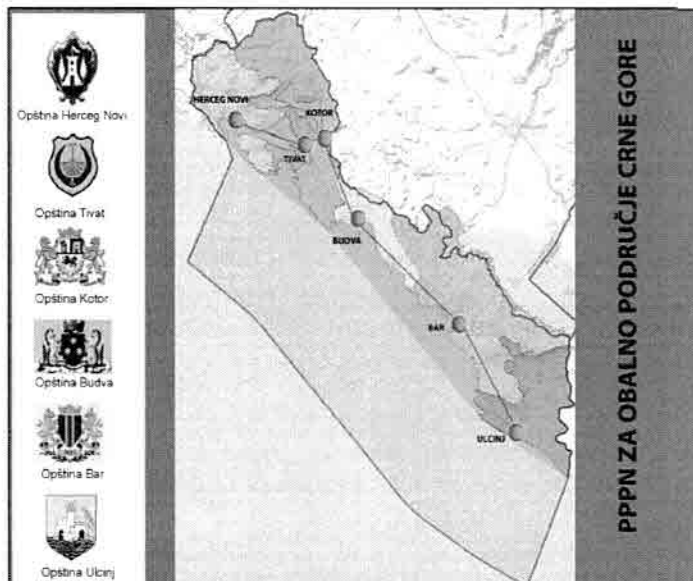 Opština Herceg Novi
Opština Tivat
Opština Kotor
Opština Budva
Opština Bar
Opština Ulcinj
HERCEG NOVI
KOTOR
TIVAT
BUDVA
BAR
ULCINJ
PPPN ZA OBALNO PODRUČJE CRNE GORE